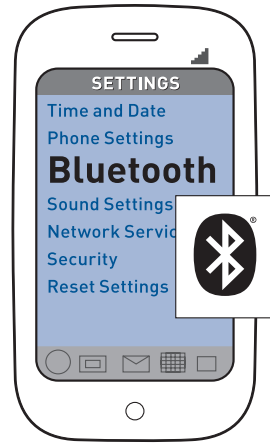 SETTINGS
Time and Date
Phone Settings
Bluetooth
Sound Settings
Network Servic
Security
Reset Settings
®